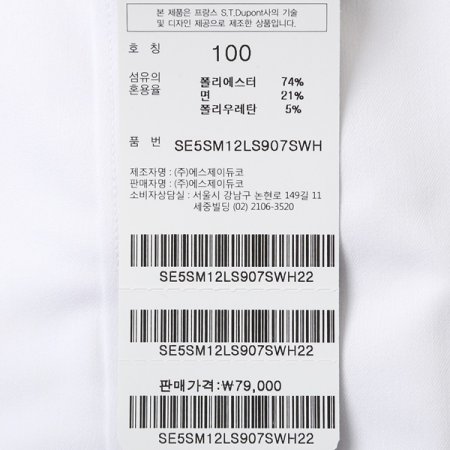 본 제품은 프랑스 S.T.Dupont사의 기술
및 디자인 제공으로 제조한 상품입니다.
호 칭 100
섬유의 혼용율 폴리에스터 74%
면 21%
폴리우레탄 5%
품 번 SE5SM12LS907SWH
제조자명 : (주)에스제이듀코
판매자명 : (주)에스제이듀코
소비자상담실 : 서울시 강남구 논현로 149길 11
세중빌딩 (02) 2106-3520
SE5SM12LS907SWH22
SE5SM12LS907SWH22
판매가격:₩79,000
SE5SM12LS907SWH22